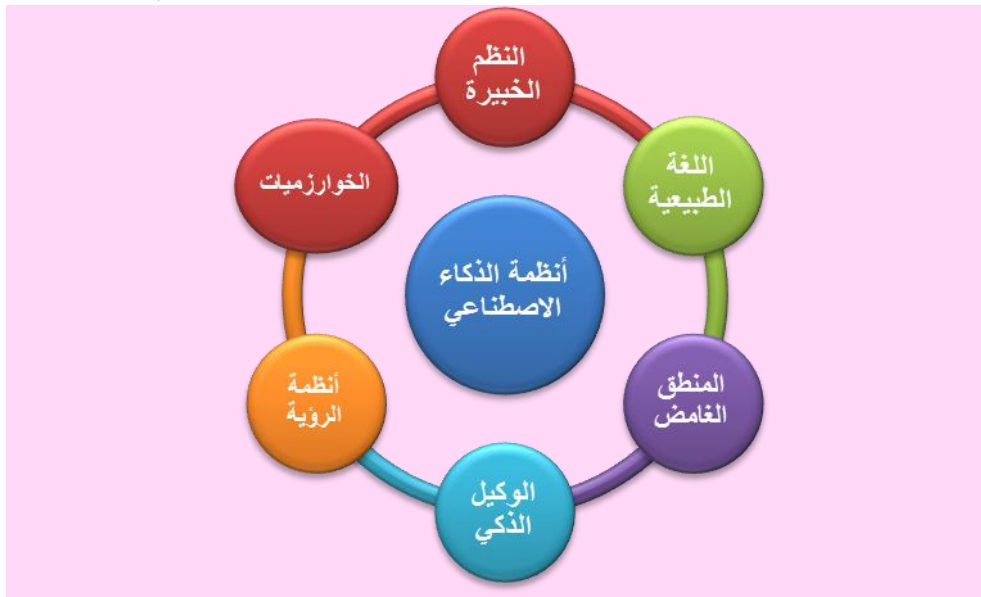 النظم
الخبيرة
اللغة
الطبيعية
المنطق
الغامض
الوكيل
الذكي
أنظمة
الرؤية
الخوارزميات
أنظمة الذكاء
الاصطناعي